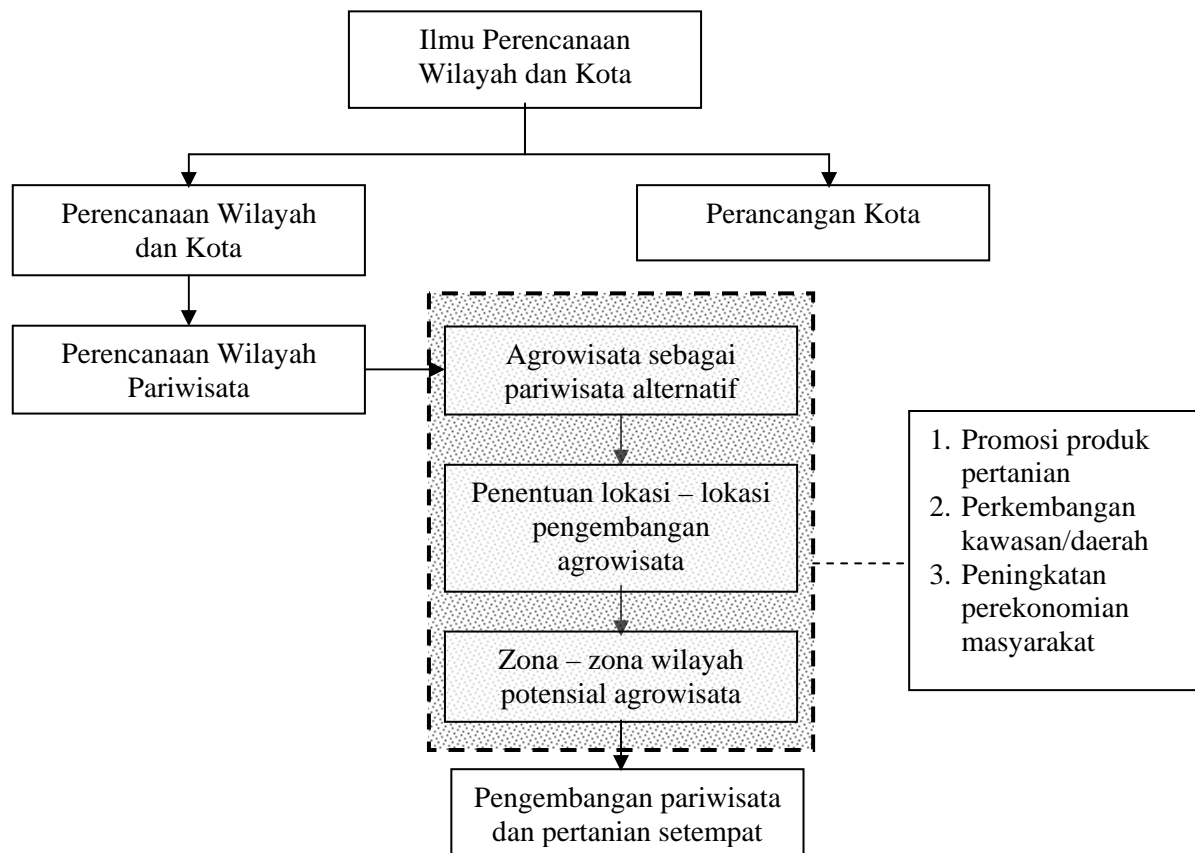 Ilmu Perencanaan
Wilayah dan Kota
Perencanaan Wilayah
dan Kota
Perancangan Kota
Perencanaan Wilayah
Pariwisata
Agrowisata sebagai
pariwisata alternatif
Penentuan lokasi – lokasi
pengembangan
agrowisata
Zona – zona wilayah
potensial agrowisata
Pengembangan pariwisata
dan pertanian setempat
1. Promosi produk
pertanian
2. Perkembangan
kawasan/daerah
3. Peningkatan
perekonomian
masyarakat